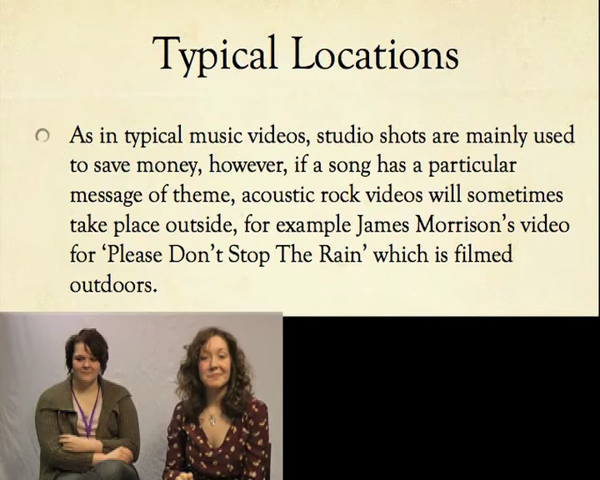 Typical Locations
As in typical music videos, studio shots are mainly used
to save money, however, if a song has a particular
message of theme, acoustic rock videos will sometimes
take place outside, for example James Morrison’s video
for ‘Please Don’t Stop The Rain’ which is filmed
outdoors.